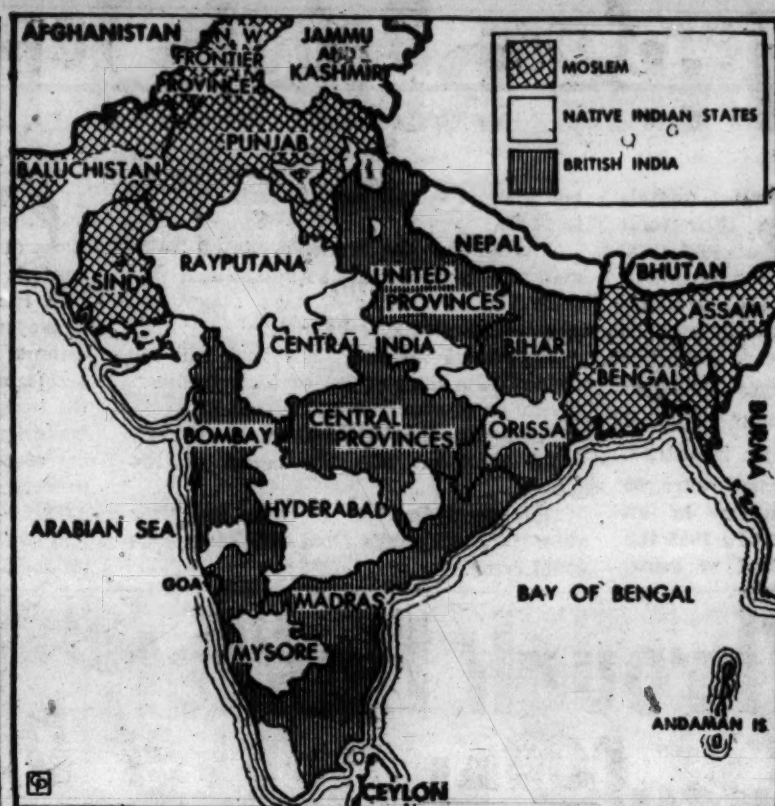 AFGHANISTAN
N. W.
FRONTIER
PROVINCE
JAMMU
AND
KASHMIR
MOSLEM
NATIVE INDIAN STATES
BRITISH INDIA
PUNJAB
BALUCHISTAN
NEPAL
RAYPUTANA
BHUTAN
SIND
UNITED
PROVINCES
ASSAM
CENTRAL INDIA
BIHAR
BENGAL
CENTRAL
PROVINCES
ORISSA
BOMBAY
BURMA
HYDERABAD
ARABIAN SEA
GOA
MADRAS
BAY OF BENGAL
MYSORE
ANDAMAN IS
CP
CEYLON